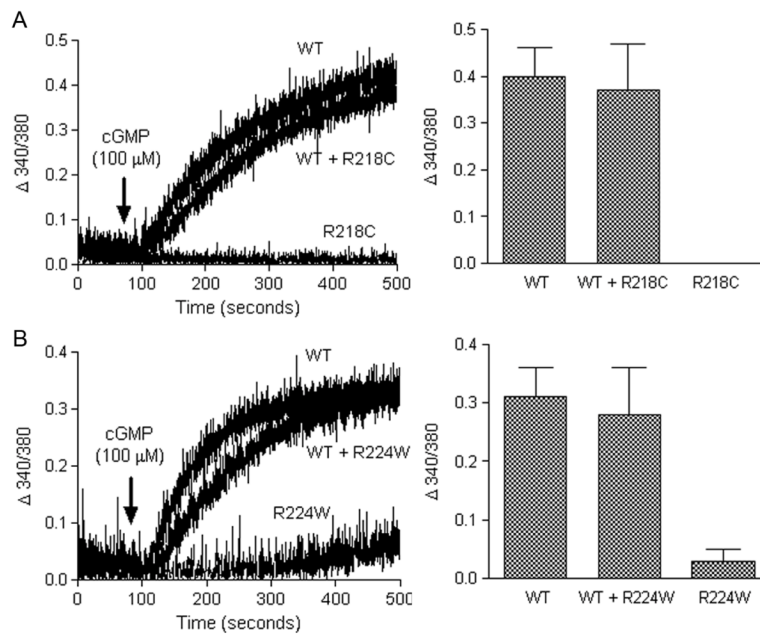 A
0.5
0.4
0.3
0.2
0.1
0.0
Δ 340/380
cGMP
(100 µM)
WT
WT + R218C
R218C
0
100
200
300
400
500
Time (seconds)
0.5
0.4
0.3
0.2
0.1
0.0
Δ 340/380
WT
WT + R218C
R218C
B
0.4
0.3
0.2
0.1
0.0
Δ 340/380
cGMP
(100 µM)
WT
WT + R224W
R224W
0
100
200
300
400
500
Time (seconds)
0.4
0.3
0.2
0.1
0.0
Δ 340/380
WT
WT + R224W
R224W